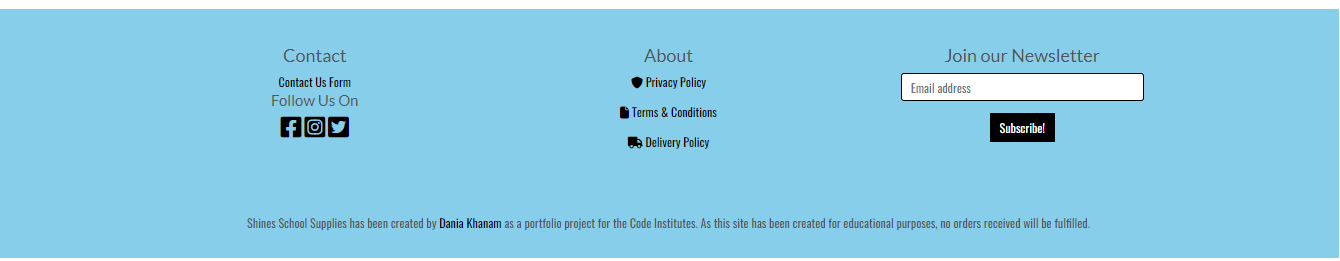 Contact
Contact Us Form
Follow Us On
About
Privacy Policy
Terms & Conditions
Delivery Policy
Join our Newsletter
Email address
Subscribe!
Shines School Supplies has been created by Dania Khanam as a portfolio project for the Code Institutes. As this site has been created for educational purposes, no orders received will be fulfilled.